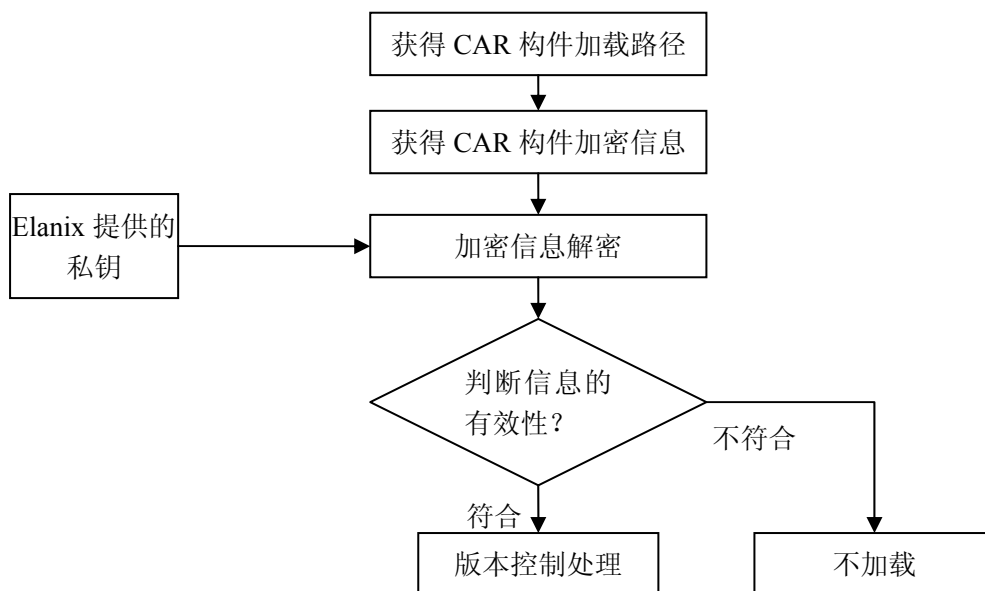 获得 CAR 构件加载路径
获得 CAR 构件加密信息
Elanix 提供的
私钥
加密信息解密
判断信息的
有效性?
不符合
符合
版本控制处理
不加载